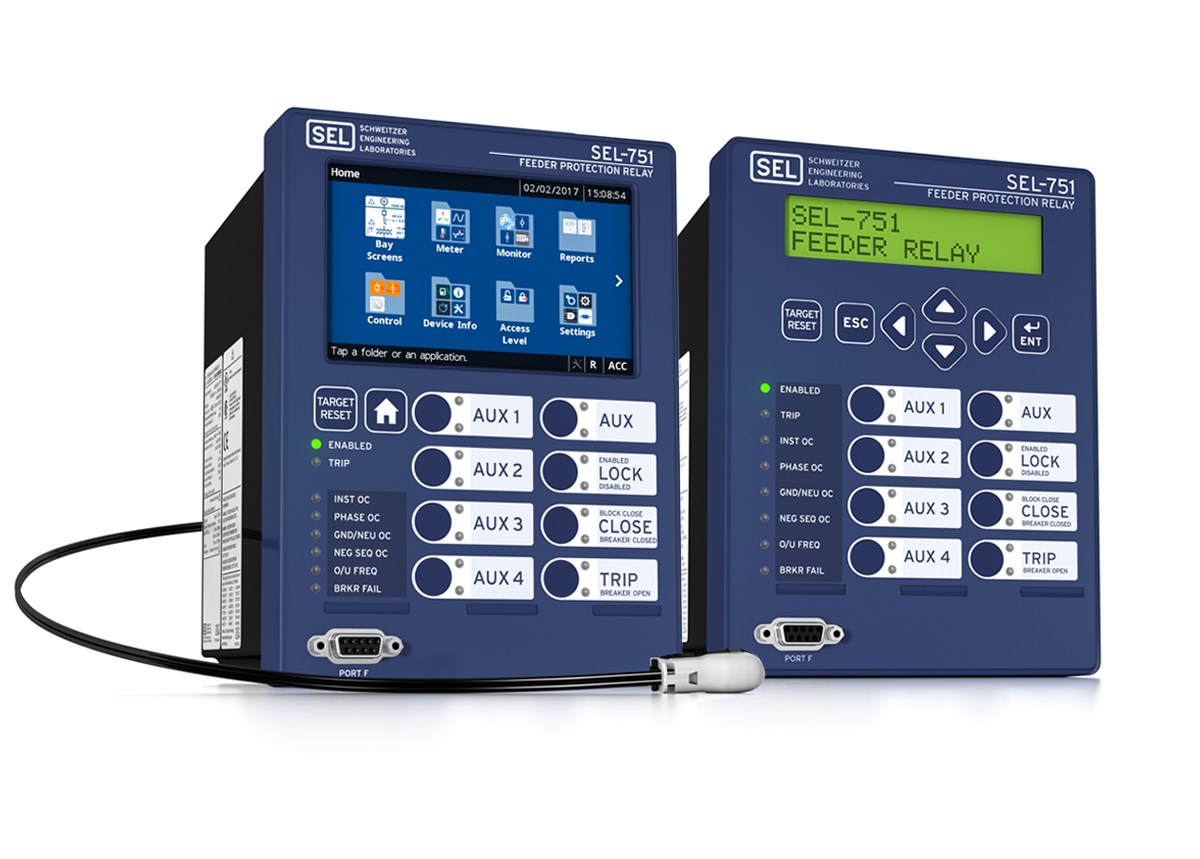 SEL
SCHWEITZER
ENGINEERING
LABORATORIES
SEL-751
FEEDER PROTECTION RELAY
Home
02/02/2017 15:08:54
Bay
Screens
Meter
Monitor
Reports
Control
Device Info
Access
Level
Settings
Tap a folder or an application.
R ACC
TARGET
RESET
AUX 1
AUX
ENABLED
TRIP
AUX 2
ENABLED
LOCK
DISABLED
INST OC
PHASE OC
GND/NEU OC
NEG SEQ OC
O/U FREQ
BRKR FAIL
AUX 3
BLOCK CLOSE
CLOSE
BREAKER CLOSED
AUX 4
TRIP
BREAKER OPEN
PORT F
SEL
SCHWEITZER
ENGINEERING
LABORATORIES
SEL-751
FEEDER PROTECTION RELAY
SEL-751
FEEDER RELAY
TARGET
RESET
ESC
ENT
ENABLED
TRIP
INST OC
PHASE OC
GND/NEU OC
NEG SEQ OC
O/U FREQ
BRKR FAIL
AUX 1
AUX
AUX 2
ENABLED
LOCK
DISABLED
AUX 3
BLOCK CLOSE
CLOSE
BREAKER CLOSED
AUX 4
TRIP
BREAKER OPEN
PORT F